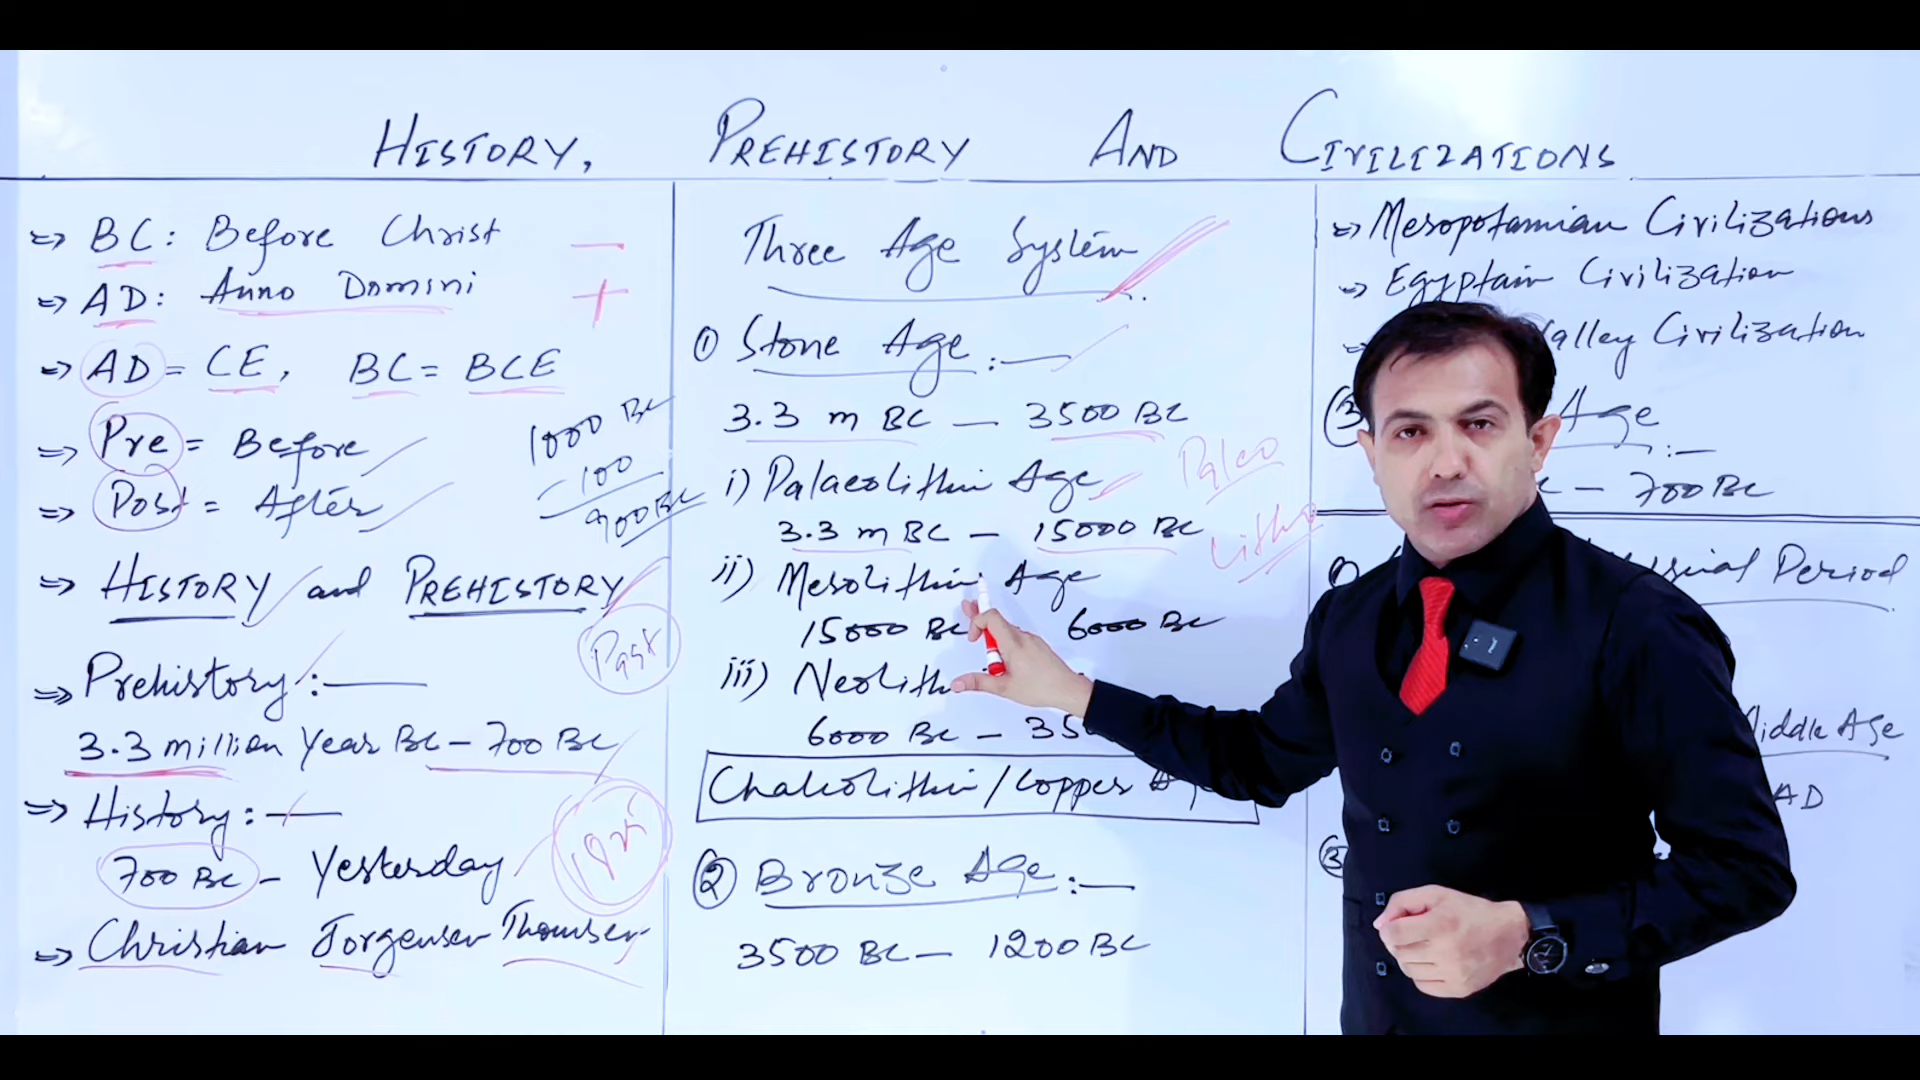 HISTORY, PREHISTORY AND CIVILIZATIONS
=> BC: Before Christ —
=> AD: Anno Domini +
=> AD = CE, BC = BCE
=> Pre = Before
=> Post = After
1000 BC
- 100
900 BC
=> HISTORY and PREHISTORY
Past
=> Prehistory :—
3.3 million Year BC - 700 BC
=> History :—
700 BC - Yesterday
=> Christian Jorgensen Thomsen
Three Age System
① Stone Age :—
3.3 m BC — 3500 BC
i) Palaeolithic Age
Paleo
Litho
3.3 m BC — 15000 BC
ii) Mesolithic Age
15000 BC 6000 BC
iii) Neolith
6000 BC - 35
Chalcolithic/Copper
② Bronze Age :—
3500 BC — 1200 BC
=> Mesopotamian Civilizations
=> Egyptain Civilization
Valley Civilization
③ Age :—
- 700 BC
Period
Middle Age
AD
③